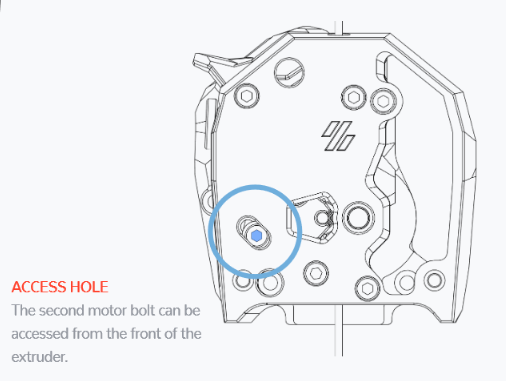 ACCESS HOLE
The second motor bolt can be
accessed from the front of the
extruder.